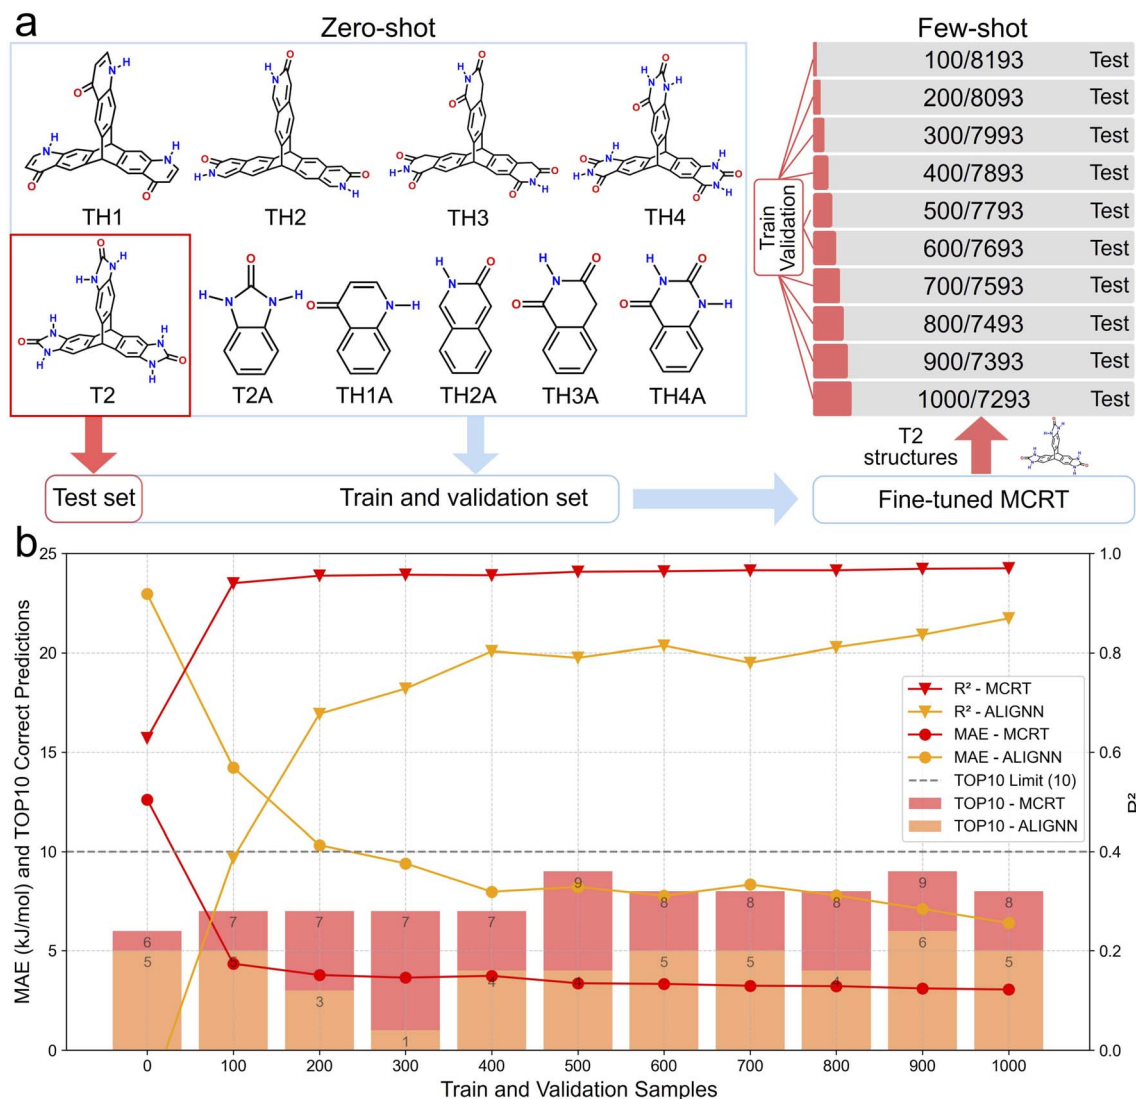 a
Zero-shot
Few-shot
TH1
TH2
TH3
TH4
T2
T2A
TH1A
TH2A
TH3A
TH4A
Train
Validation
100/8193 Test
200/8093 Test
300/7993 Test
400/7893 Test
500/7793 Test
600/7693 Test
700/7593 Test
800/7493 Test
900/7393 Test
1000/7293 Test
T2
structures
Test set
Train and validation set
Fine-tuned MCRT
b
MAE (kJ/mol) and TOP10 Correct Predictions
25
20
15
10
5
0
1.0
0.8
0.6
0.4
0.2
0.0
R²
R² - MCRT
R² - ALIGNN
MAE - MCRT
MAE - ALIGNN
TOP10 Limit (10)
TOP10 - MCRT
TOP10 - ALIGNN
6 7 7 7 7 9 8 8 8 9 8
5 5 3 1 4 4 5 5 4 6 5
0 100 200 300 400 500 600 700 800 900 1000
Train and Validation Samples